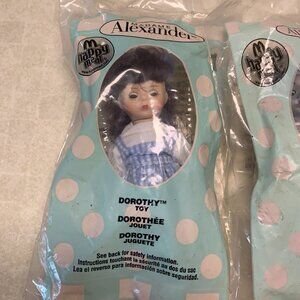 MADAME
Alexander
happy
meal
DOROTHY™
TOY
DOROTHÉE
JOUET
DOROTHY
JUGUETE
See back for safety information.
Instructions touchant la sécurité au dos du sac
Lea el reverso para información sobre seguridad.